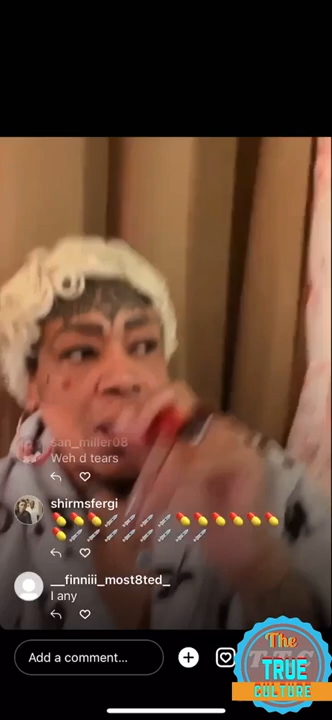 san_miller08
Weh d tears
shirmsfergi
__finniii_most8ted_
I any
Add a comment...
The
T.T.C
TRUE
CULTURE